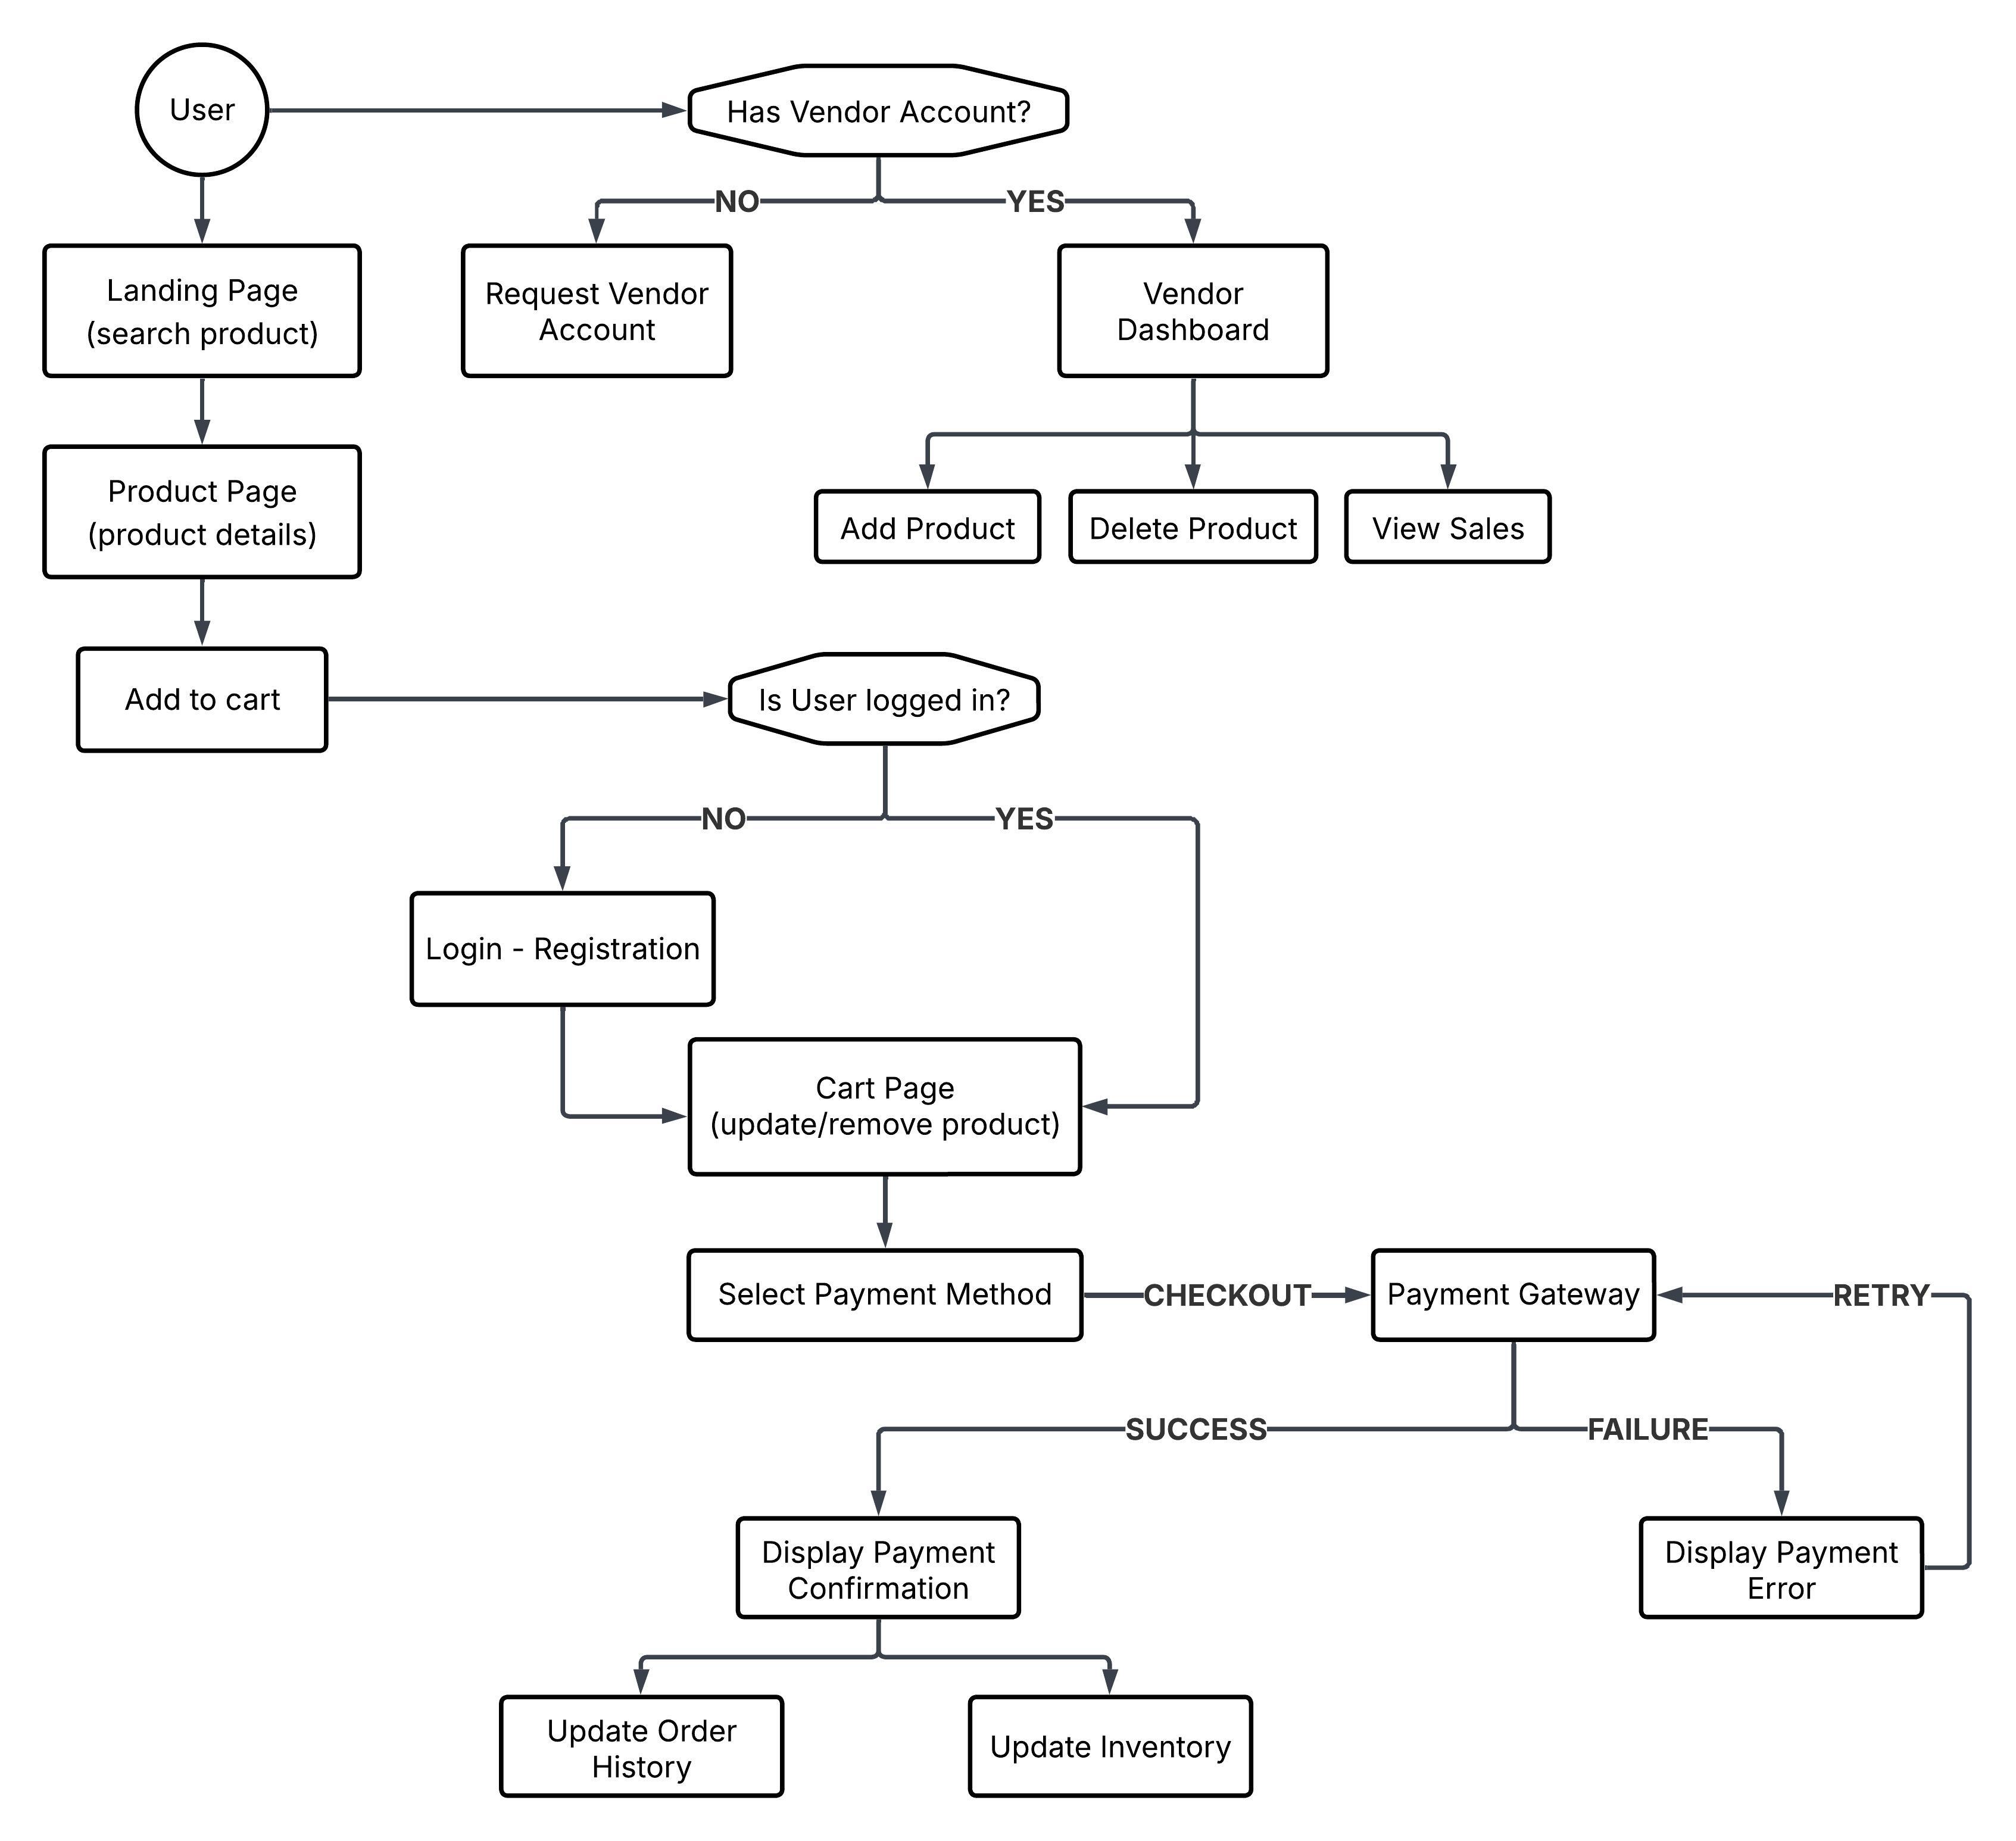 User
Has Vendor Account?
NO
YES
Landing Page
(search product)
Request Vendor
Account
Vendor
Dashboard
Product Page
(product details)
Add Product
Delete Product
View Sales
Add to cart
Is User logged in?
NO
YES
Login - Registration
Cart Page
(update/remove product)
Select Payment Method
CHECKOUT
Payment Gateway
RETRY
SUCCESS
FAILURE
Display Payment
Confirmation
Display Payment
Error
Update Order
History
Update Inventory